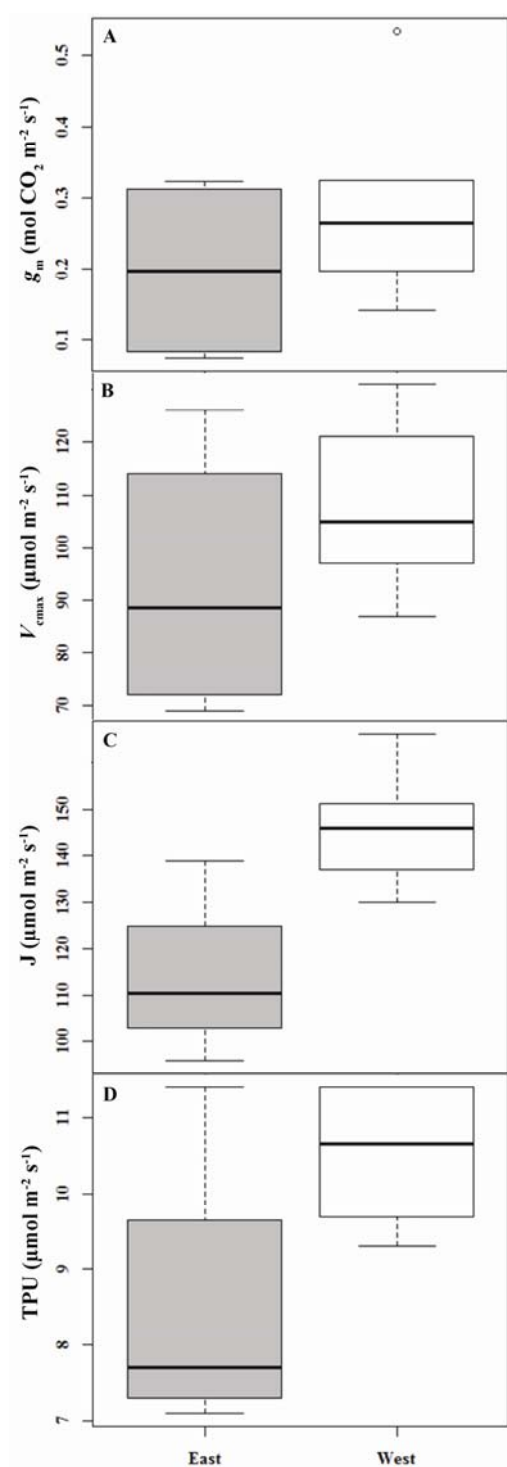 A
0.5
0.4
0.3
0.2
0.1
gm (mol CO2 m-2 s-1)
B
120
110
100
90
80
70
Vcmax (µmol m-2 s-1)
C
150
140
130
120
110
100
J (µmol m-2 s-1)
D
11
10
9
8
7
TPU (µmol m-2 s-1)
East West